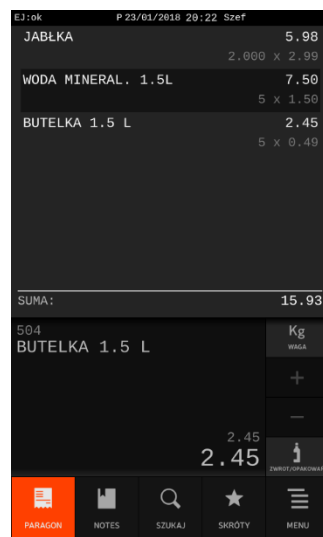 EJ:ok P 23/01/2018 20:22 Szef
JABŁKA 5.98
2.000 x 2.99
WODA MINERAL. 1.5L 7.50
5 x 1.50
BUTELKA 1.5 L 2.45
5 x 0.49
SUMA: 15.93
504
BUTELKA 1.5 L
Kg
WAGA
+
−
2.45
2.45
ZWROT/OPAKOWA
PARAGON NOTES SZUKAJ SKRÓTY MENU